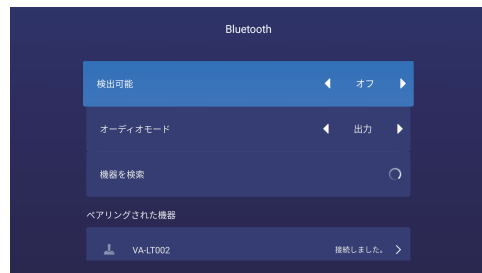 Bluetooth
検出可能 オフ
オーディオモード 出力
機器を検索
ペアリングされた機器
VA-LT002 接続しました。